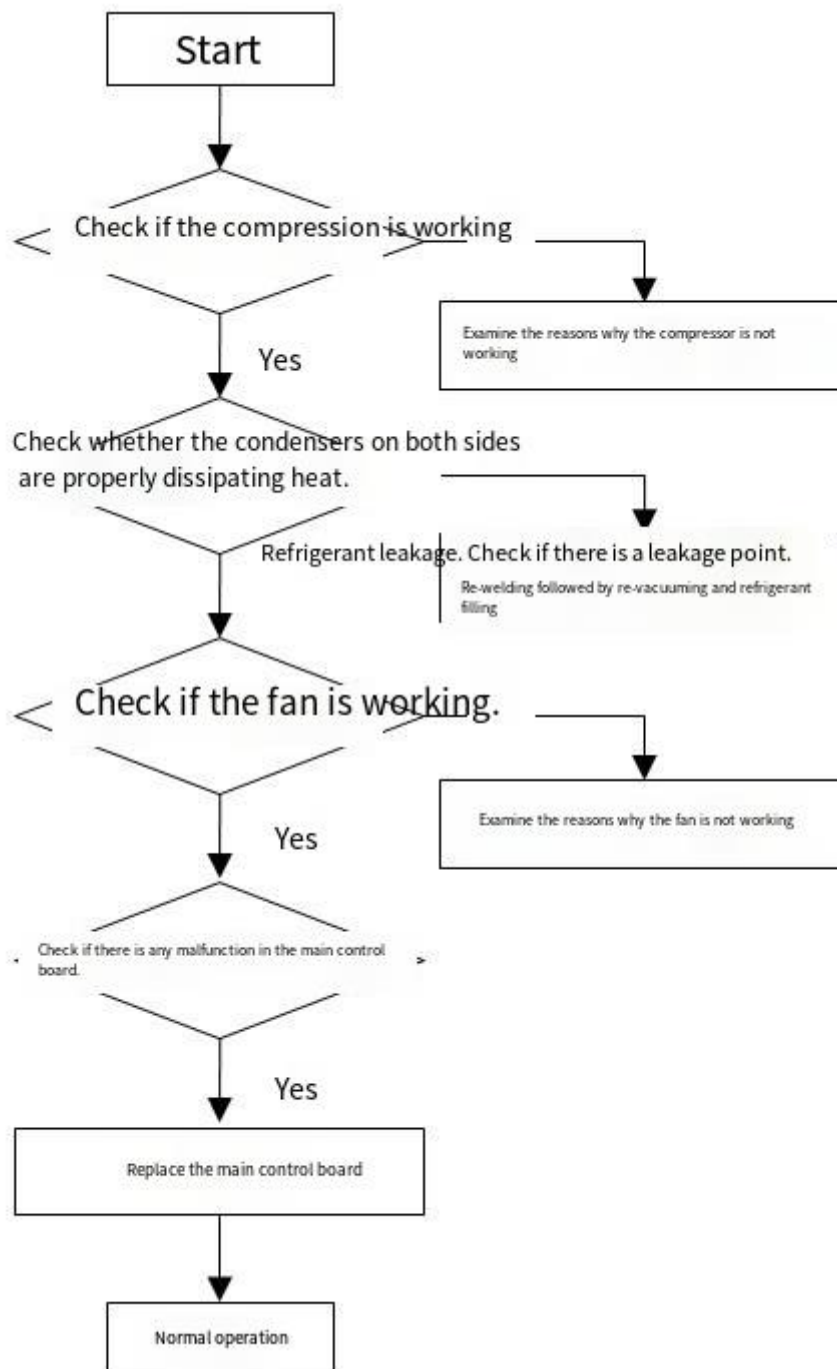 Start
Check if the compression is working
Examine the reasons why the compressor is not
working
Yes
Check whether the condensers on both sides
are properly dissipating heat.
Refrigerant leakage. Check if there is a leakage point.
Re-welding followed by re-vacuuming and refrigerant
filling
Check if the fan is working.
Examine the reasons why the fan is not working
Yes
Check if there is any malfunction in the main control
board.
Yes
Replace the main control board
Normal operation